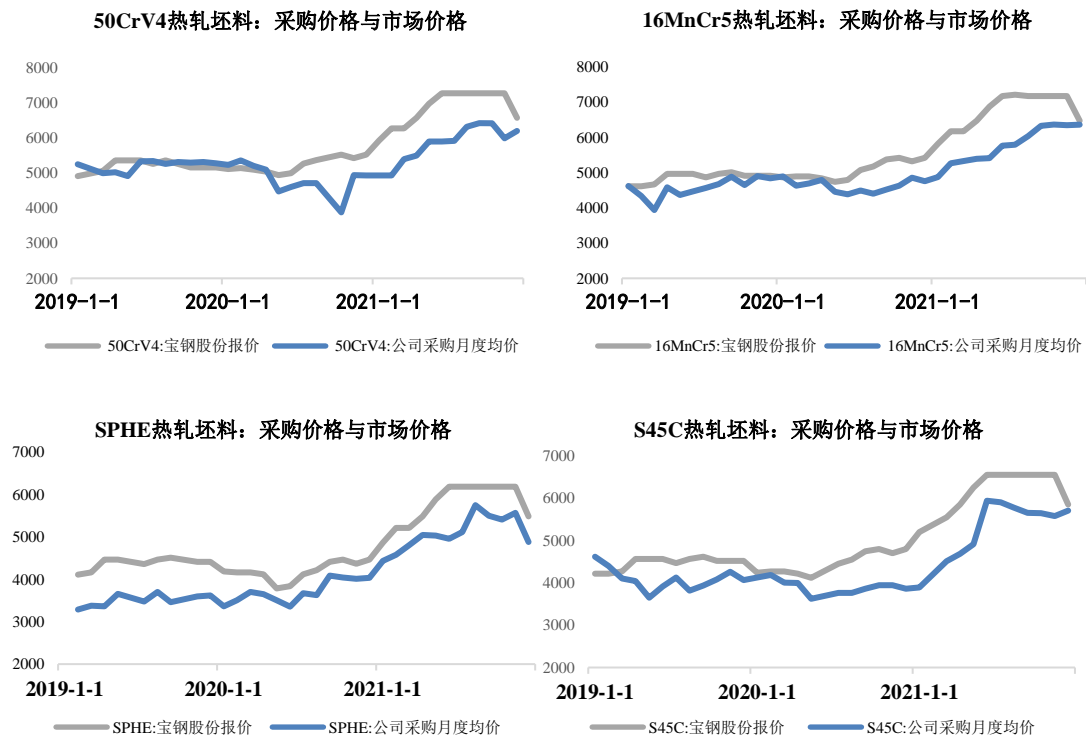 50CrV4热轧坯料：采购价格与市场价格
8000
7000
6000
5000
4000
3000
2000
2019-1-1 2020-1-1 2021-1-1
50CrV4:宝钢股份报价 50CrV4:公司采购月度均价
16MnCr5热轧坯料：采购价格与市场价格
8000
7000
6000
5000
4000
3000
2000
2019-1-1 2020-1-1 2021-1-1
16MnCr5:宝钢股份报价 16MnCr5:公司采购月度均价
SPHE热轧坯料：采购价格与市场价格
7000
6000
5000
4000
3000
2000
2019-1-1 2020-1-1 2021-1-1
SPHE:宝钢股份报价 SPHE:公司采购月度均价
S45C热轧坯料：采购价格与市场价格
7000
6000
5000
4000
3000
2000
2019-1-1 2020-1-1 2021-1-1
S45C:宝钢股份报价 S45C:公司采购月度均价